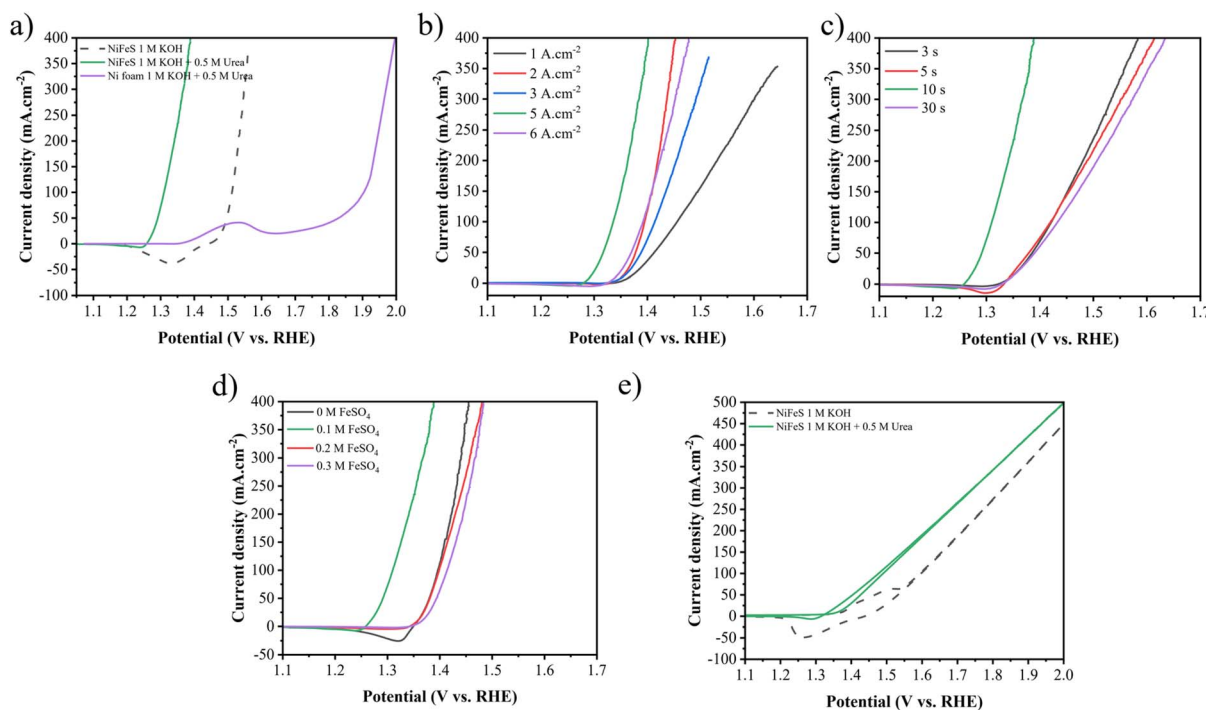 a)
400
350
300
250
200
150
100
50
0
-50
-100
Current density (mA.cm⁻²)
NiFeS 1 M KOH
NiFeS 1 M KOH + 0.5 M Urea
Ni foam 1 M KOH + 0.5 M Urea
1.1 1.2 1.3 1.4 1.5 1.6 1.7 1.8 1.9 2.0
Potential (V vs. RHE)
b)
400
350
300
250
200
150
100
50
0
Current density (mA.cm⁻²)
1 A.cm⁻²
2 A.cm⁻²
3 A.cm⁻²
5 A.cm⁻²
6 A.cm⁻²
1.1 1.2 1.3 1.4 1.5 1.6 1.7
Potential (V vs. RHE)
c)
400
350
300
250
200
150
100
50
0
Current density (mA.cm⁻²)
3 s
5 s
10 s
30 s
1.1 1.2 1.3 1.4 1.5 1.6 1.7
Potential (V vs. RHE)
d)
400
350
300
250
200
150
100
50
0
-50
Current density (mA.cm⁻²)
0 M FeSO₄
0.1 M FeSO₄
0.2 M FeSO₄
0.3 M FeSO₄
1.1 1.2 1.3 1.4 1.5 1.6 1.7
Potential (V vs. RHE)
e)
500
450
400
350
300
250
200
150
100
50
0
-50
-100
Current density (mA.cm⁻²)
NiFeS 1 M KOH
NiFeS 1 M KOH + 0.5 M Urea
1.1 1.2 1.3 1.4 1.5 1.6 1.7 1.8 1.9 2.0
Potential (V vs. RHE)